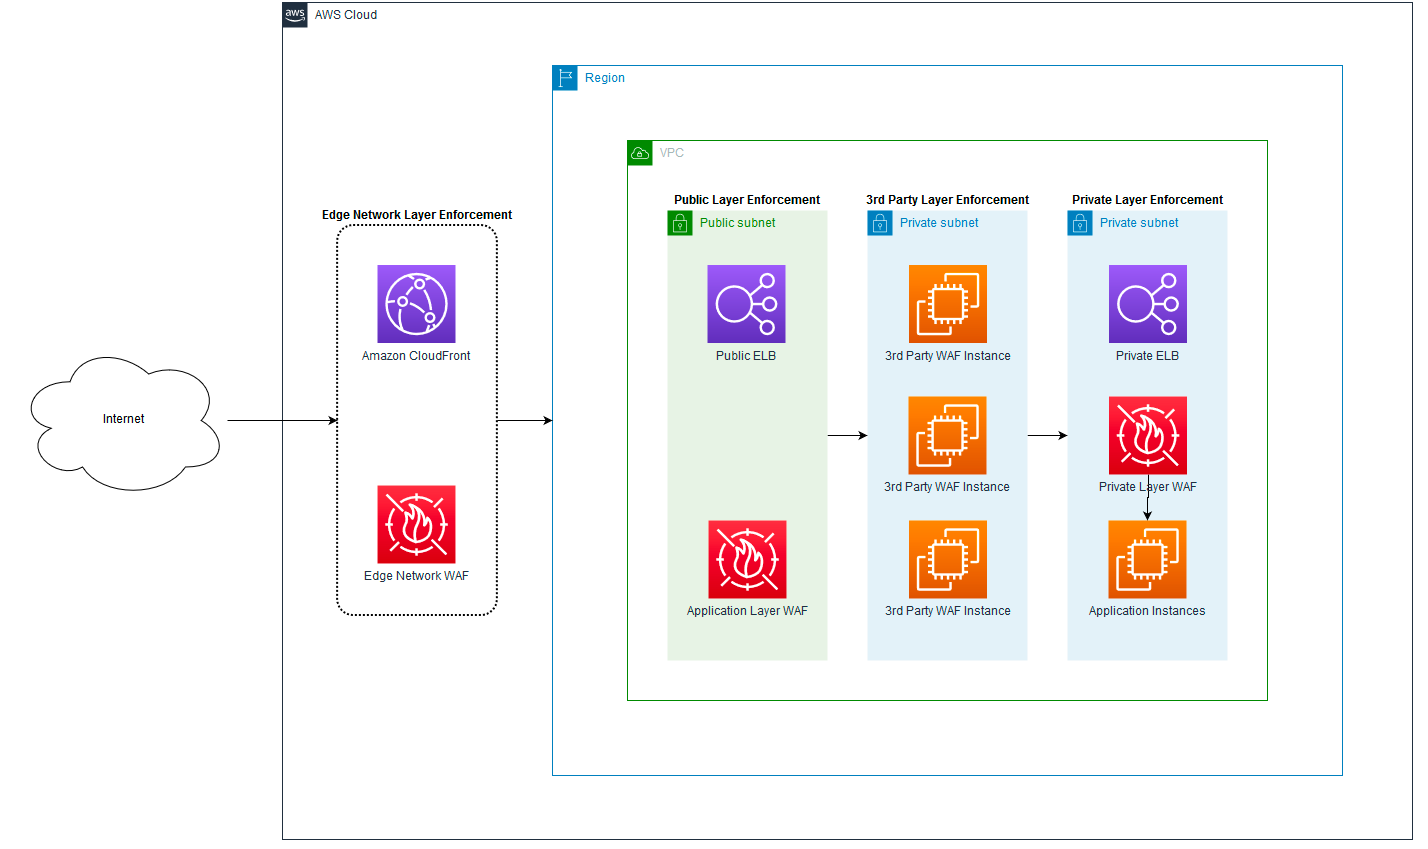 aws
AWS Cloud
Region
VPC
Public Layer Enforcement
3rd Party Layer Enforcement
Private Layer Enforcement
Edge Network Layer Enforcement
Public subnet
Private subnet
Private subnet
Amazon CloudFront
Public ELB
3rd Party WAF Instance
Private ELB
Internet
3rd Party WAF Instance
Private Layer WAF
Edge Network WAF
Application Layer WAF
3rd Party WAF Instance
Application Instances